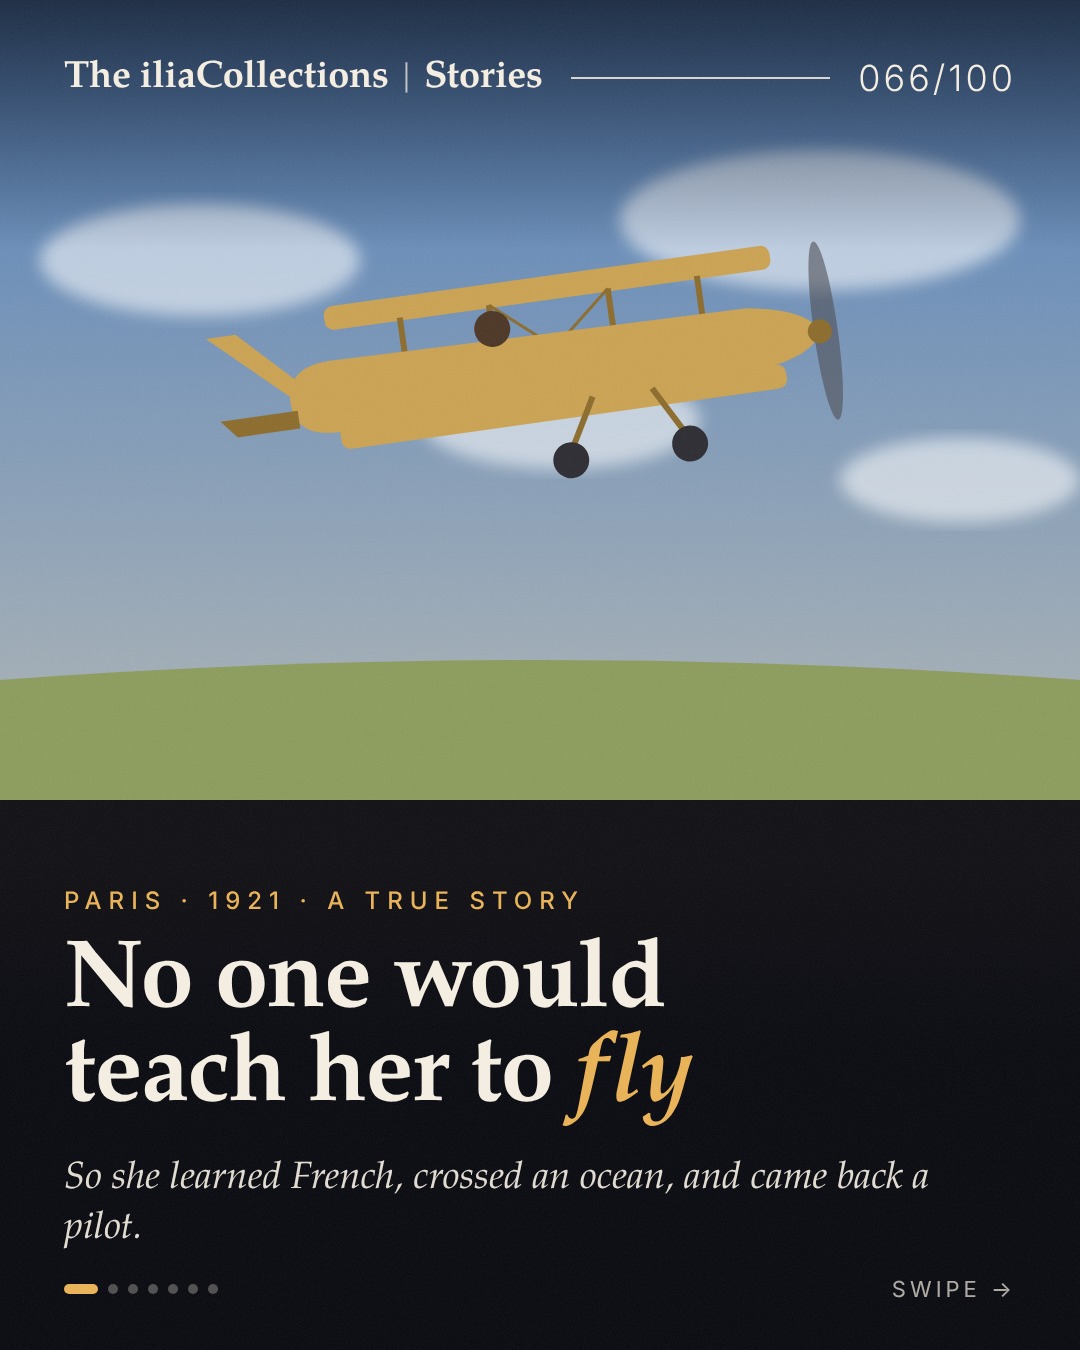 The iliaCollections | Stories 066/100
PARIS · 1921 · A TRUE STORY
No one would
teach her to fly
So she learned French, crossed an ocean, and came back a
pilot.
SWIPE →